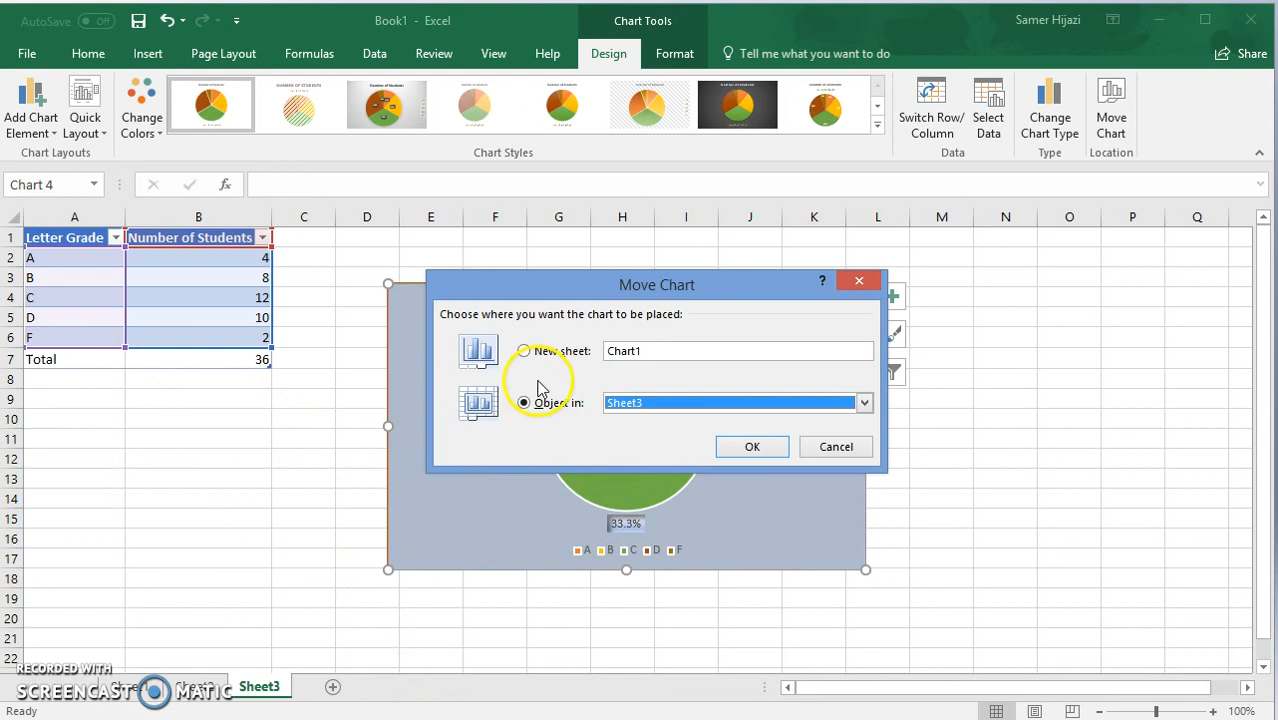 AutoSave Off
Book1 - Excel
Chart Tools
Samer Hijazi
File Home Insert Page Layout Formulas Data Review View Help Design Format Tell me what you want to do Share
Add Chart Element
Quick Layout
Change Colors
Switch Row/ Column
Select Data
Change Chart Type
Move Chart
Chart Layouts
Chart Styles
Data
Type
Location
Chart 4
fx
A B C D E F G H I J K L M N O P Q
1 Letter Grade Number of Students
2 A 4
3 B 8
4 C 12
5 D 10
6 F 2
7 Total 36
8
9
10
11
12
13
14
15
16
17
18
19
20
21
22
Move Chart
?
Choose where you want the chart to be placed:
New sheet: Chart1
Object in: Sheet3
OK Cancel
33.3%
A B C D F
Sheet3
RECORDED WITH
SCREENCAST MATIC
Ready
100%